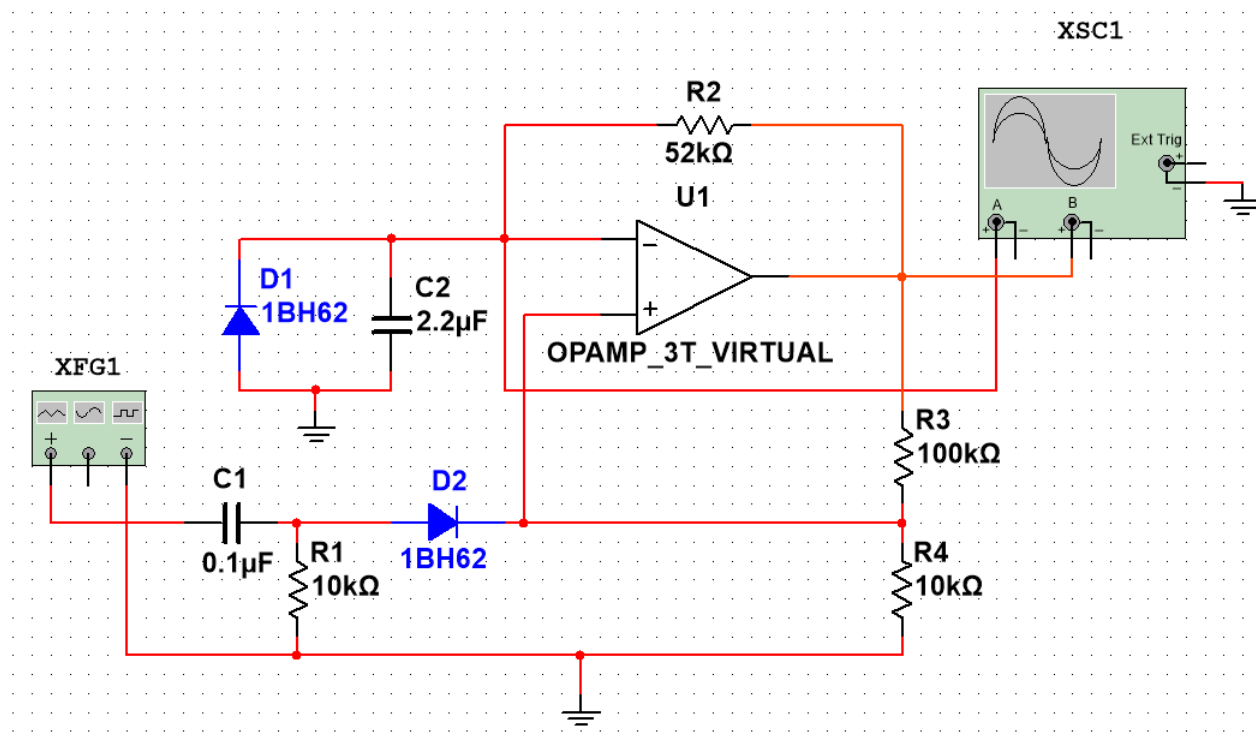 XSC1
R2
52kΩ
Ext Trig
+
−
A
B
+
−
+
−
U1
−
+
OPAMP_3T_VIRTUAL
D1
1BH62
C2
2.2µF
XFG1
+
−
R3
100kΩ
C1
0.1µF
D2
1BH62
R1
10kΩ
R4
10kΩ